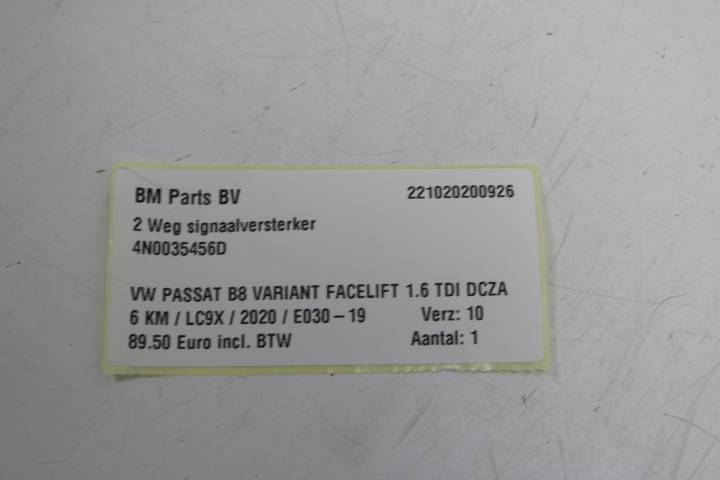 BM Parts BV 221020200926
2 Weg signaalversterker
4N0035456D
VW PASSAT B8 VARIANT FACELIFT 1.6 TDI DCZA
6 KM / LC9X / 2020 / E030-19 Verz: 10
89.50 Euro incl. BTW Aantal: 1